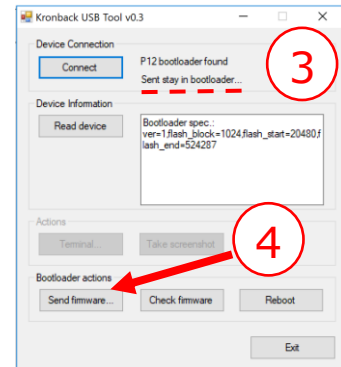 Kronback USB Tool v0.3
Device Connection
Connect
P12 bootloader found
Sent stay in bootloader...
3
Device Information
Read device
Bootloader spec.:
ver=1;flash_block=1024;flash_start=20480;f
lash_end=524287
Actions
Terminal...
Take screenshot
4
Bootloader actions
Send firmware...
Check firmware
Reboot
Exit